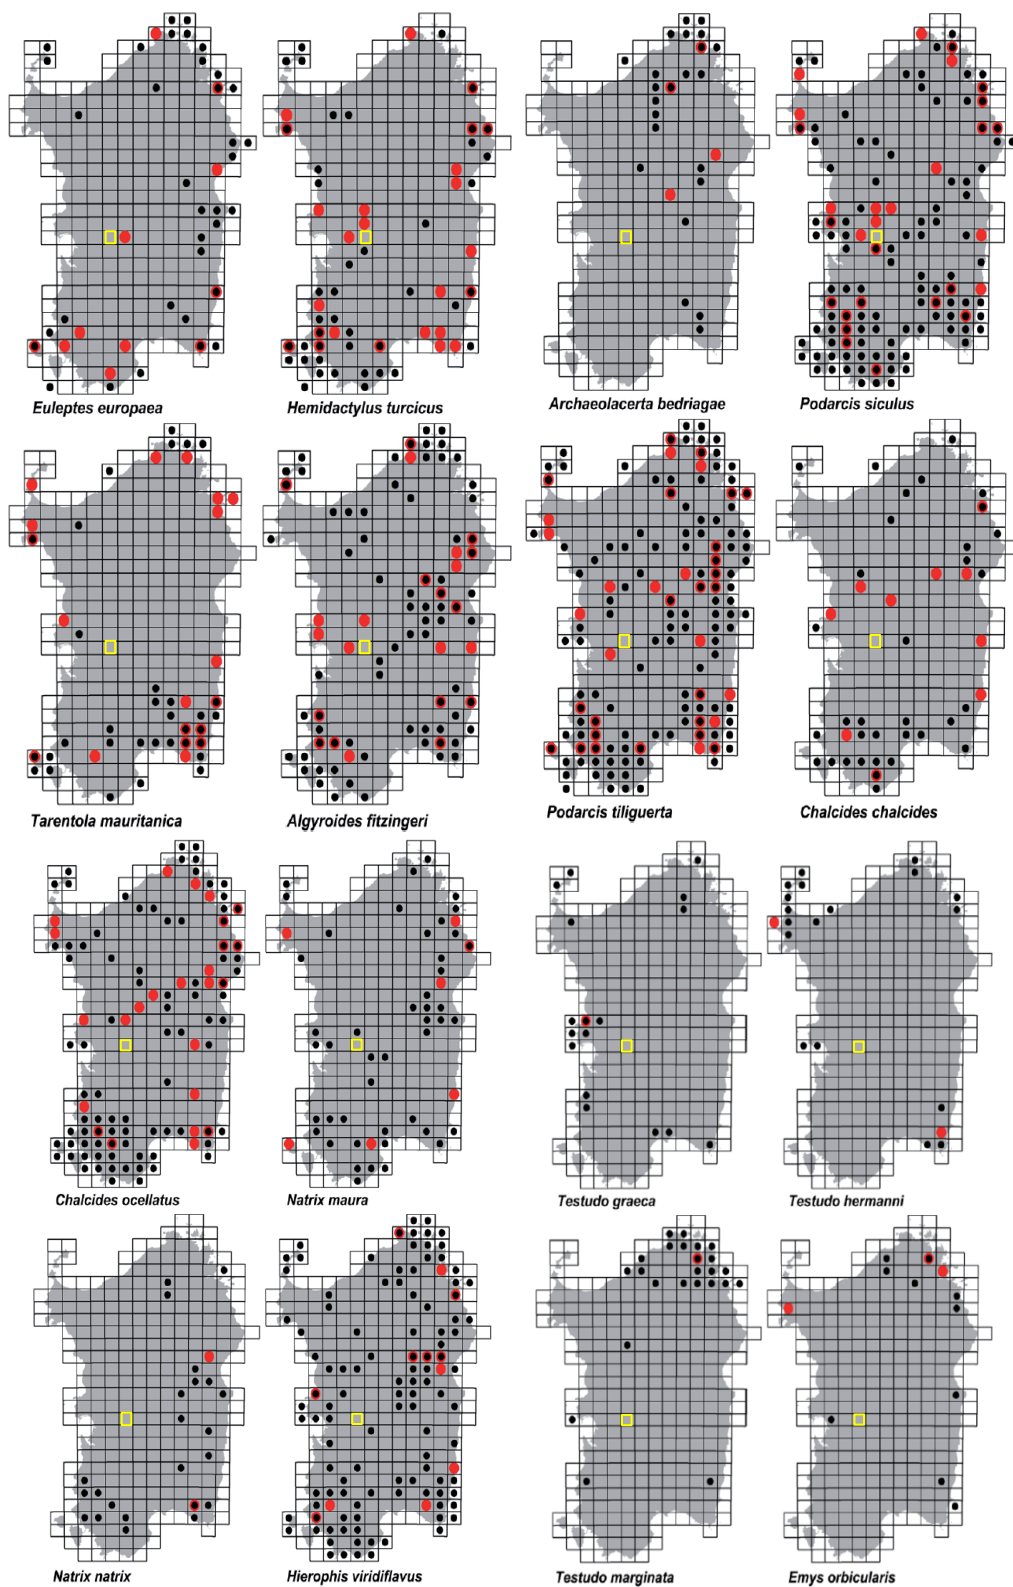 Euleptes europaea
Hemidactylus turcicus
Archaeolacerta bedriagae
Podarcis siculus
Tarentola mauritanica
Algyroides fitzingeri
Podarcis tiliguerta
Chalcides chalcides
Chalcides ocellatus
Natrix maura
Testudo graeca
Testudo hermanni
Natrix natrix
Hierophis viridiflavus
Testudo marginata
Emys orbicularis